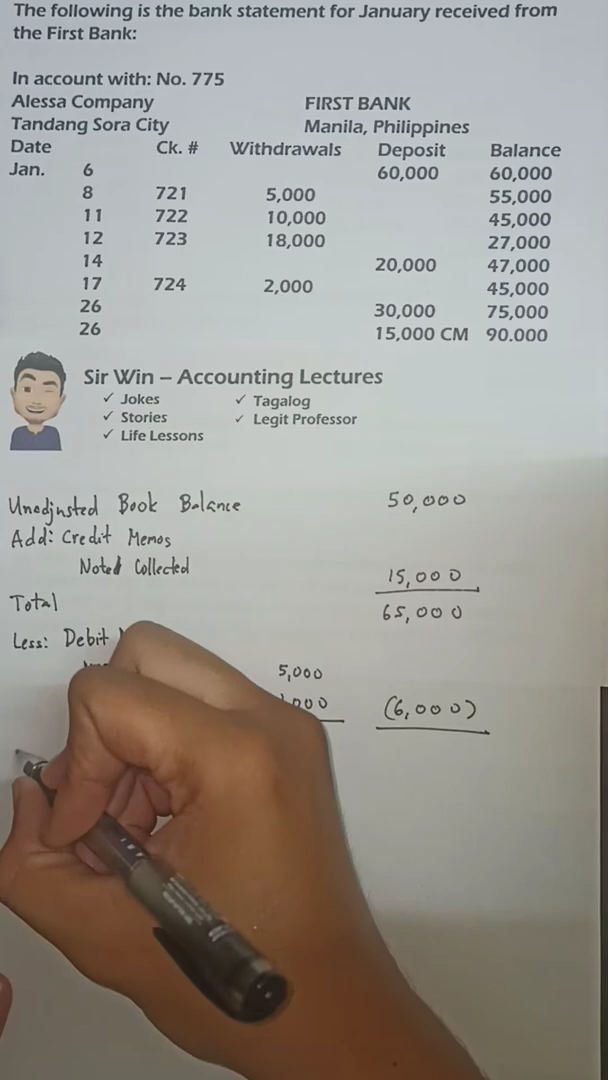 The following is the bank statement for January received from
the First Bank:
In account with: No. 775
Alessa Company FIRST BANK
Tandang Sora City Manila, Philippines
Date Ck. # Withdrawals Deposit Balance
Jan. 6 60,000 60,000
8 721 5,000 55,000
11 722 10,000 45,000
12 723 18,000 27,000
14 20,000 47,000
17 724 2,000 45,000
26 30,000 75,000
26 15,000 CM 90.000
Sir Win – Accounting Lectures
✓ Jokes ✓ Tagalog
✓ Stories ✓ Legit Professor
✓ Life Lessons
Unadjusted Book Balance 50,000
Add: Credit Memos
Note Collected 15,000
Total 65,000
Less: Debit
5,000
(6,000)